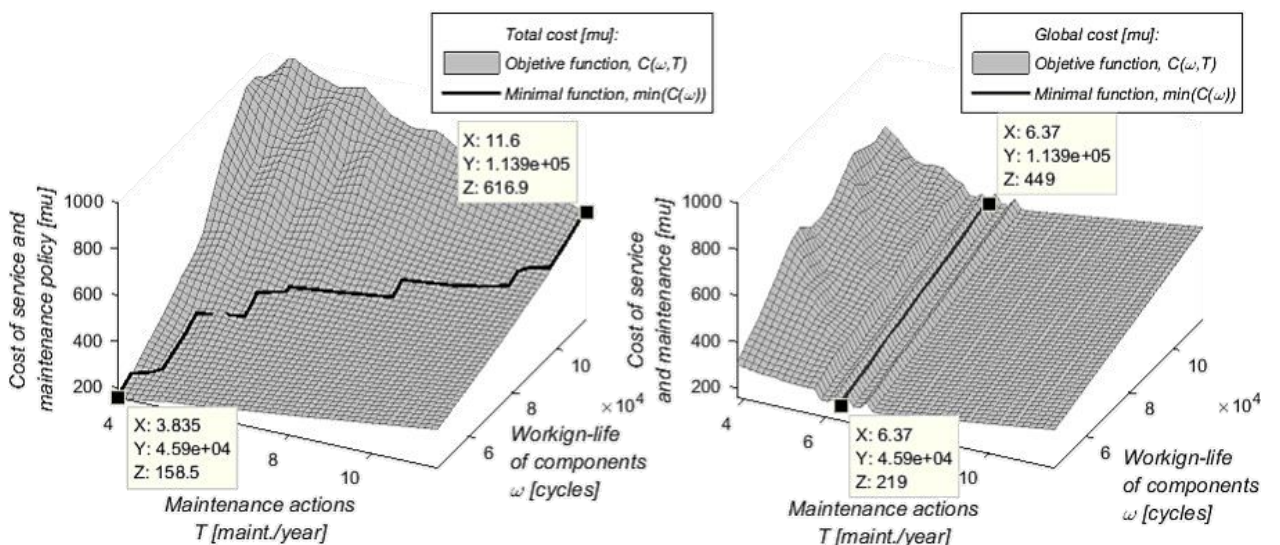 Total cost [mu]:
Objetive function, C(ω,T)
Minimal function, min(C(ω))
X: 11.6
Y: 1.139e+05
Z: 616.9
1000
800
600
400
200
Cost of service and
maintenance policy [mu]
4
8
10
6
8
10
×10⁴
X: 3.835
Y: 4.59e+04
Z: 158.5
Maintenance actions
T [maint./year]
Workign-life
of components
ω [cycles]
Global cost [mu]:
Objetive function, C(ω,T)
Minimal function, min(C(ω))
X: 6.37
Y: 1.139e+05
Z: 449
1000
800
600
400
200
Cost of service
and maintenance [mu]
4
6
10
6
8
10
×10⁴
X: 6.37
Y: 4.59e+04
Z: 219
Maintenance actions
T [maint./year]
Workign-life
of components
ω [cycles]